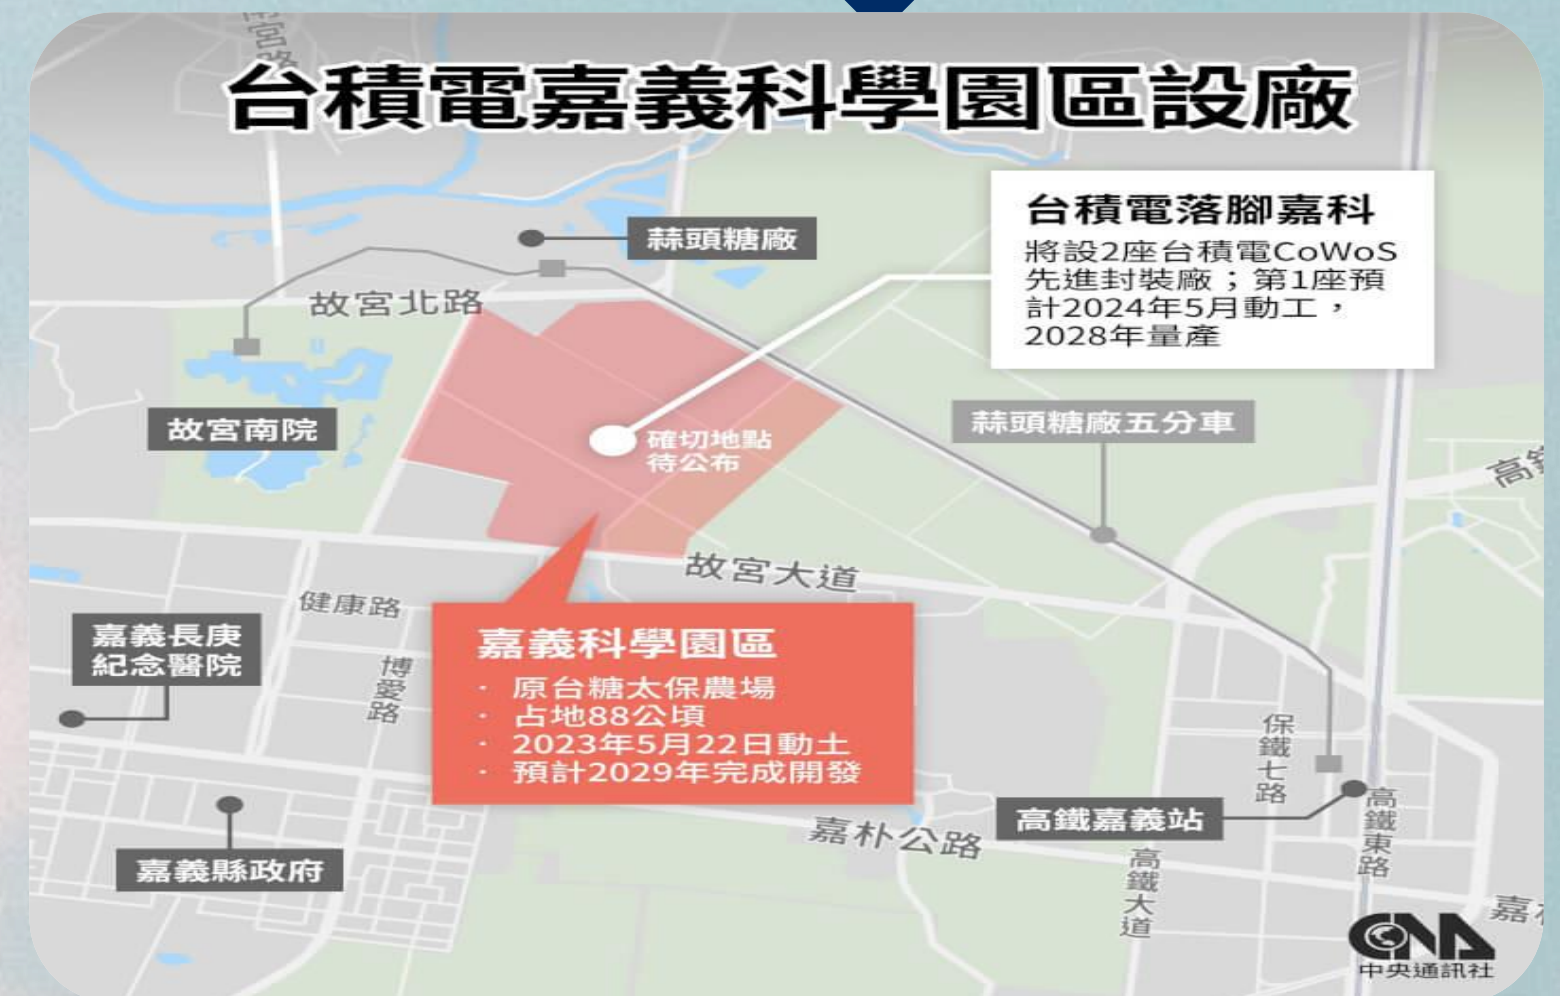 南宮路
台積電嘉義科學園區設廠
台積電落腳嘉科
將設2座台積電CoWoS
先進封裝廠；第1座預
計2024年5月動工，
2028年量產
蒜頭糖廠
故宮北路
故宮南院
確切地點
待公布
蒜頭糖廠五分車
高鐵
故宮大道
健康路
嘉義長庚
紀念醫院
博愛路
嘉義科學園區
· 原台糖太保農場
· 占地88公頃
· 2023年5月22日動土
· 預計2029年完成開發
保鐵七路
高鐵嘉義站
高鐵東路
嘉朴公路
高鐵大道
嘉義縣政府
嘉
CNA
中央通訊社